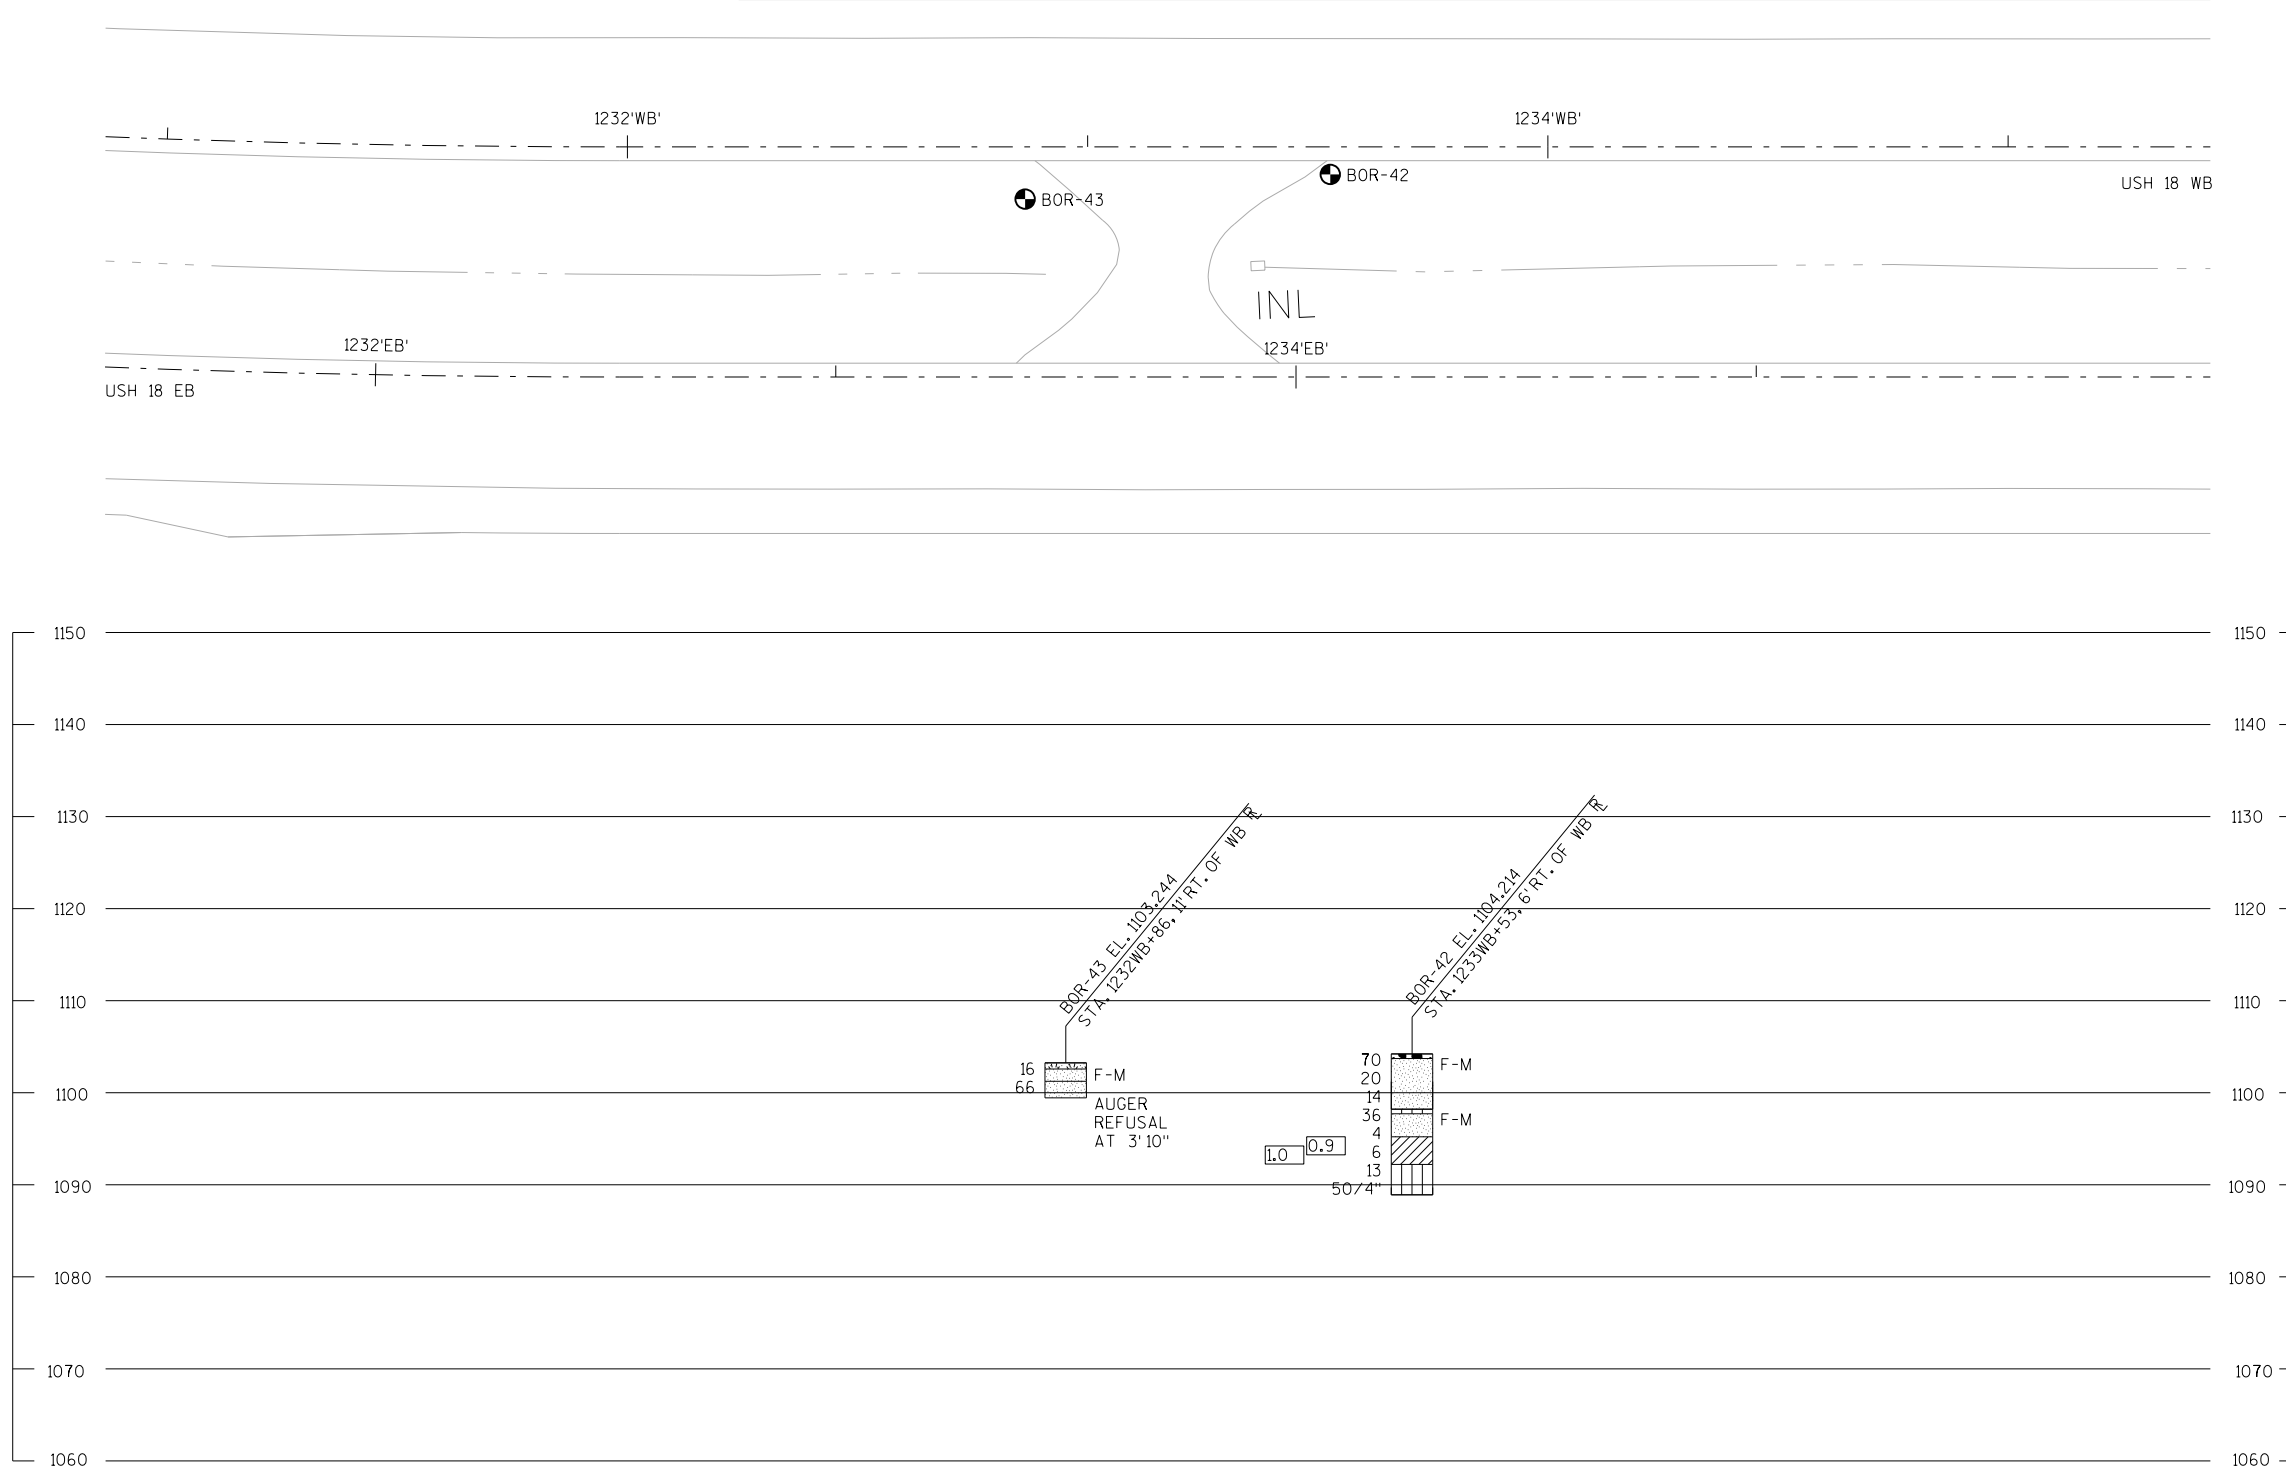 1232'WB'
1234'WB'
BOR-42
USH 18 WB
BOR-43
INL
1232'EB'
1234'EB'
USH 18 EB
1150
1150
1140
1140
1130
1130
1120
1120
1110
1110
1100
1100
1090
1090
1080
1080
1070
1070
1060
1060
BOR-43 EL. 1103.244
STA. 1232WB+86, 11' RT. OF WB RL
16
66
F-M
AUGER
REFUSAL
AT 3'10"
BOR-42 EL. 1104.214
STA. 1233WB+53, 6' RT. OF WB RL
70
20
14
36
4
6
13
50/4"
F-M
F-M
0.9
1.0